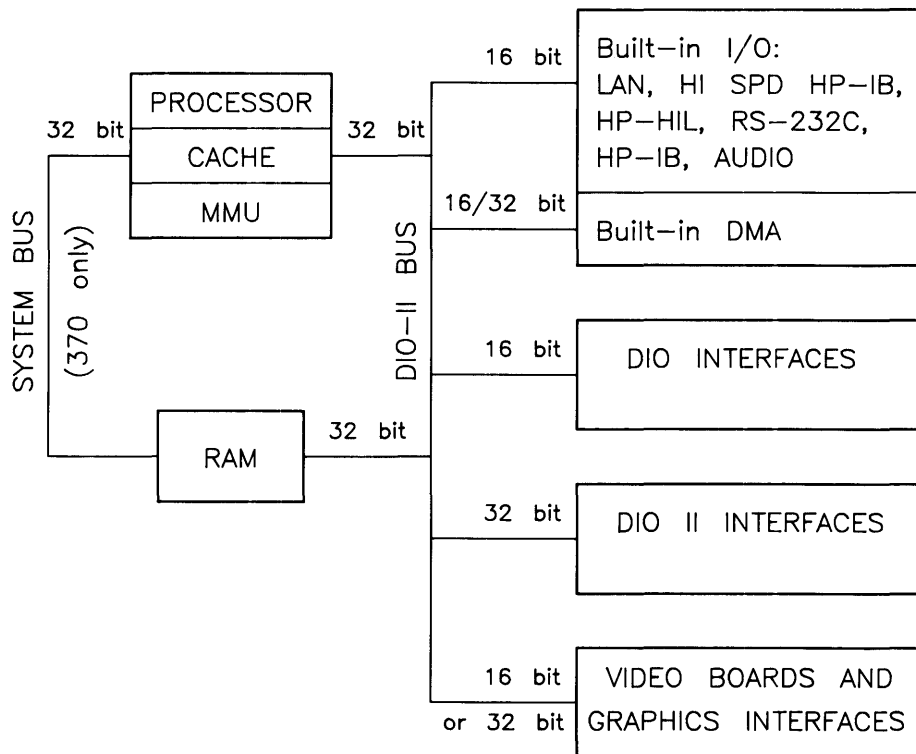 16 bit
Built-in I/O:
LAN, HI SPD HP-IB,
HP-HIL, RS-232C,
HP-IB, AUDIO
32 bit
PROCESSOR
CACHE
MMU
32 bit
16/32 bit
Built-in DMA
SYSTEM BUS
(370 only)
DIO-II BUS
16 bit
DIO INTERFACES
RAM
32 bit
32 bit
DIO II INTERFACES
16 bit
or 32 bit
VIDEO BOARDS AND
GRAPHICS INTERFACES